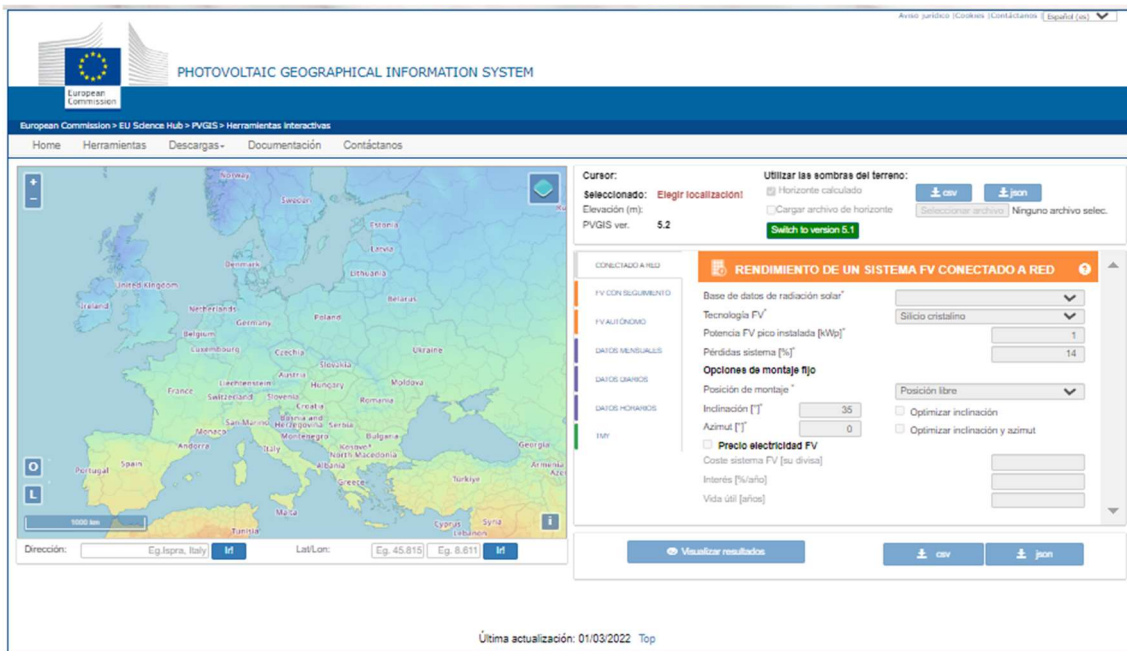 Aviso jurídico |Cookies |Contáctanos | Español (es)
PHOTOVOLTAIC GEOGRAPHICAL INFORMATION SYSTEM
European
Commission
European Commission > EU Science Hub > PVGIS > Herramientas interactivas
Home Herramientas Descargas Documentación Contáctanos
+
−
Norway
Sweden
Estonia
Latvia
Denmark
Lithuania
United Kingdom
Ireland
Belarus
Netherlands
Poland
Germany
Belgium
Luxembourg
Czechia
Ukraine
Slovakia
Austria
France
Liechtenstein
Hungary
Moldova
Switzerland
Slovenia
Romania
Croatia
San Marino
Bosnia and
Herzegovina
Serbia
Monaco
Montenegro
Bulgaria
Andorra
Italy
Kosovo*
Georgia
North Macedonia
Portugal
Spain
Albania
Armenia
Greece
Türkiye
Malta
Tunisia
Cyprus
Syria
Lebanon
O
L
1000 km
i
Dirección: Eg.Ispra, Italy Ir! Lat/Lon: Eg. 45.815 Eg. 8.611 Ir!
Cursor:
Seleccionado: Elegir localización!
Elevación (m):
PVGIS ver. 5.2
Utilizar las sombras del terreno:
Horizonte calculado csv json
Cargar archivo de horizonte Seleccionar archivo Ninguno archivo selec.
Switch to version 5.1
CONECTADO A RED
FV CON SEGUIMIENTO
FV AUTÓNOMO
DATOS MENSUALES
DATOS DIARIOS
DATOS HORARIOS
TMY
RENDIMIENTO DE UN SISTEMA FV CONECTADO A RED ?
Base de datos de radiación solar*
Tecnología FV* Silicio cristalino
Potencia FV pico instalada [kWp]* 1
Pérdidas sistema [%]* 14
Opciones de montaje fijo
Posición de montaje * Posición libre
Inclinación [°]* 35 Optimizar inclinación
Azimut [°]* 0 Optimizar inclinación y azimut
Precio electricidad FV
Coste sistema FV [su divisa]
Interés [%/año]
Vida útil [años]
Visualizar resultados csv json
Última actualización: 01/03/2022 Top